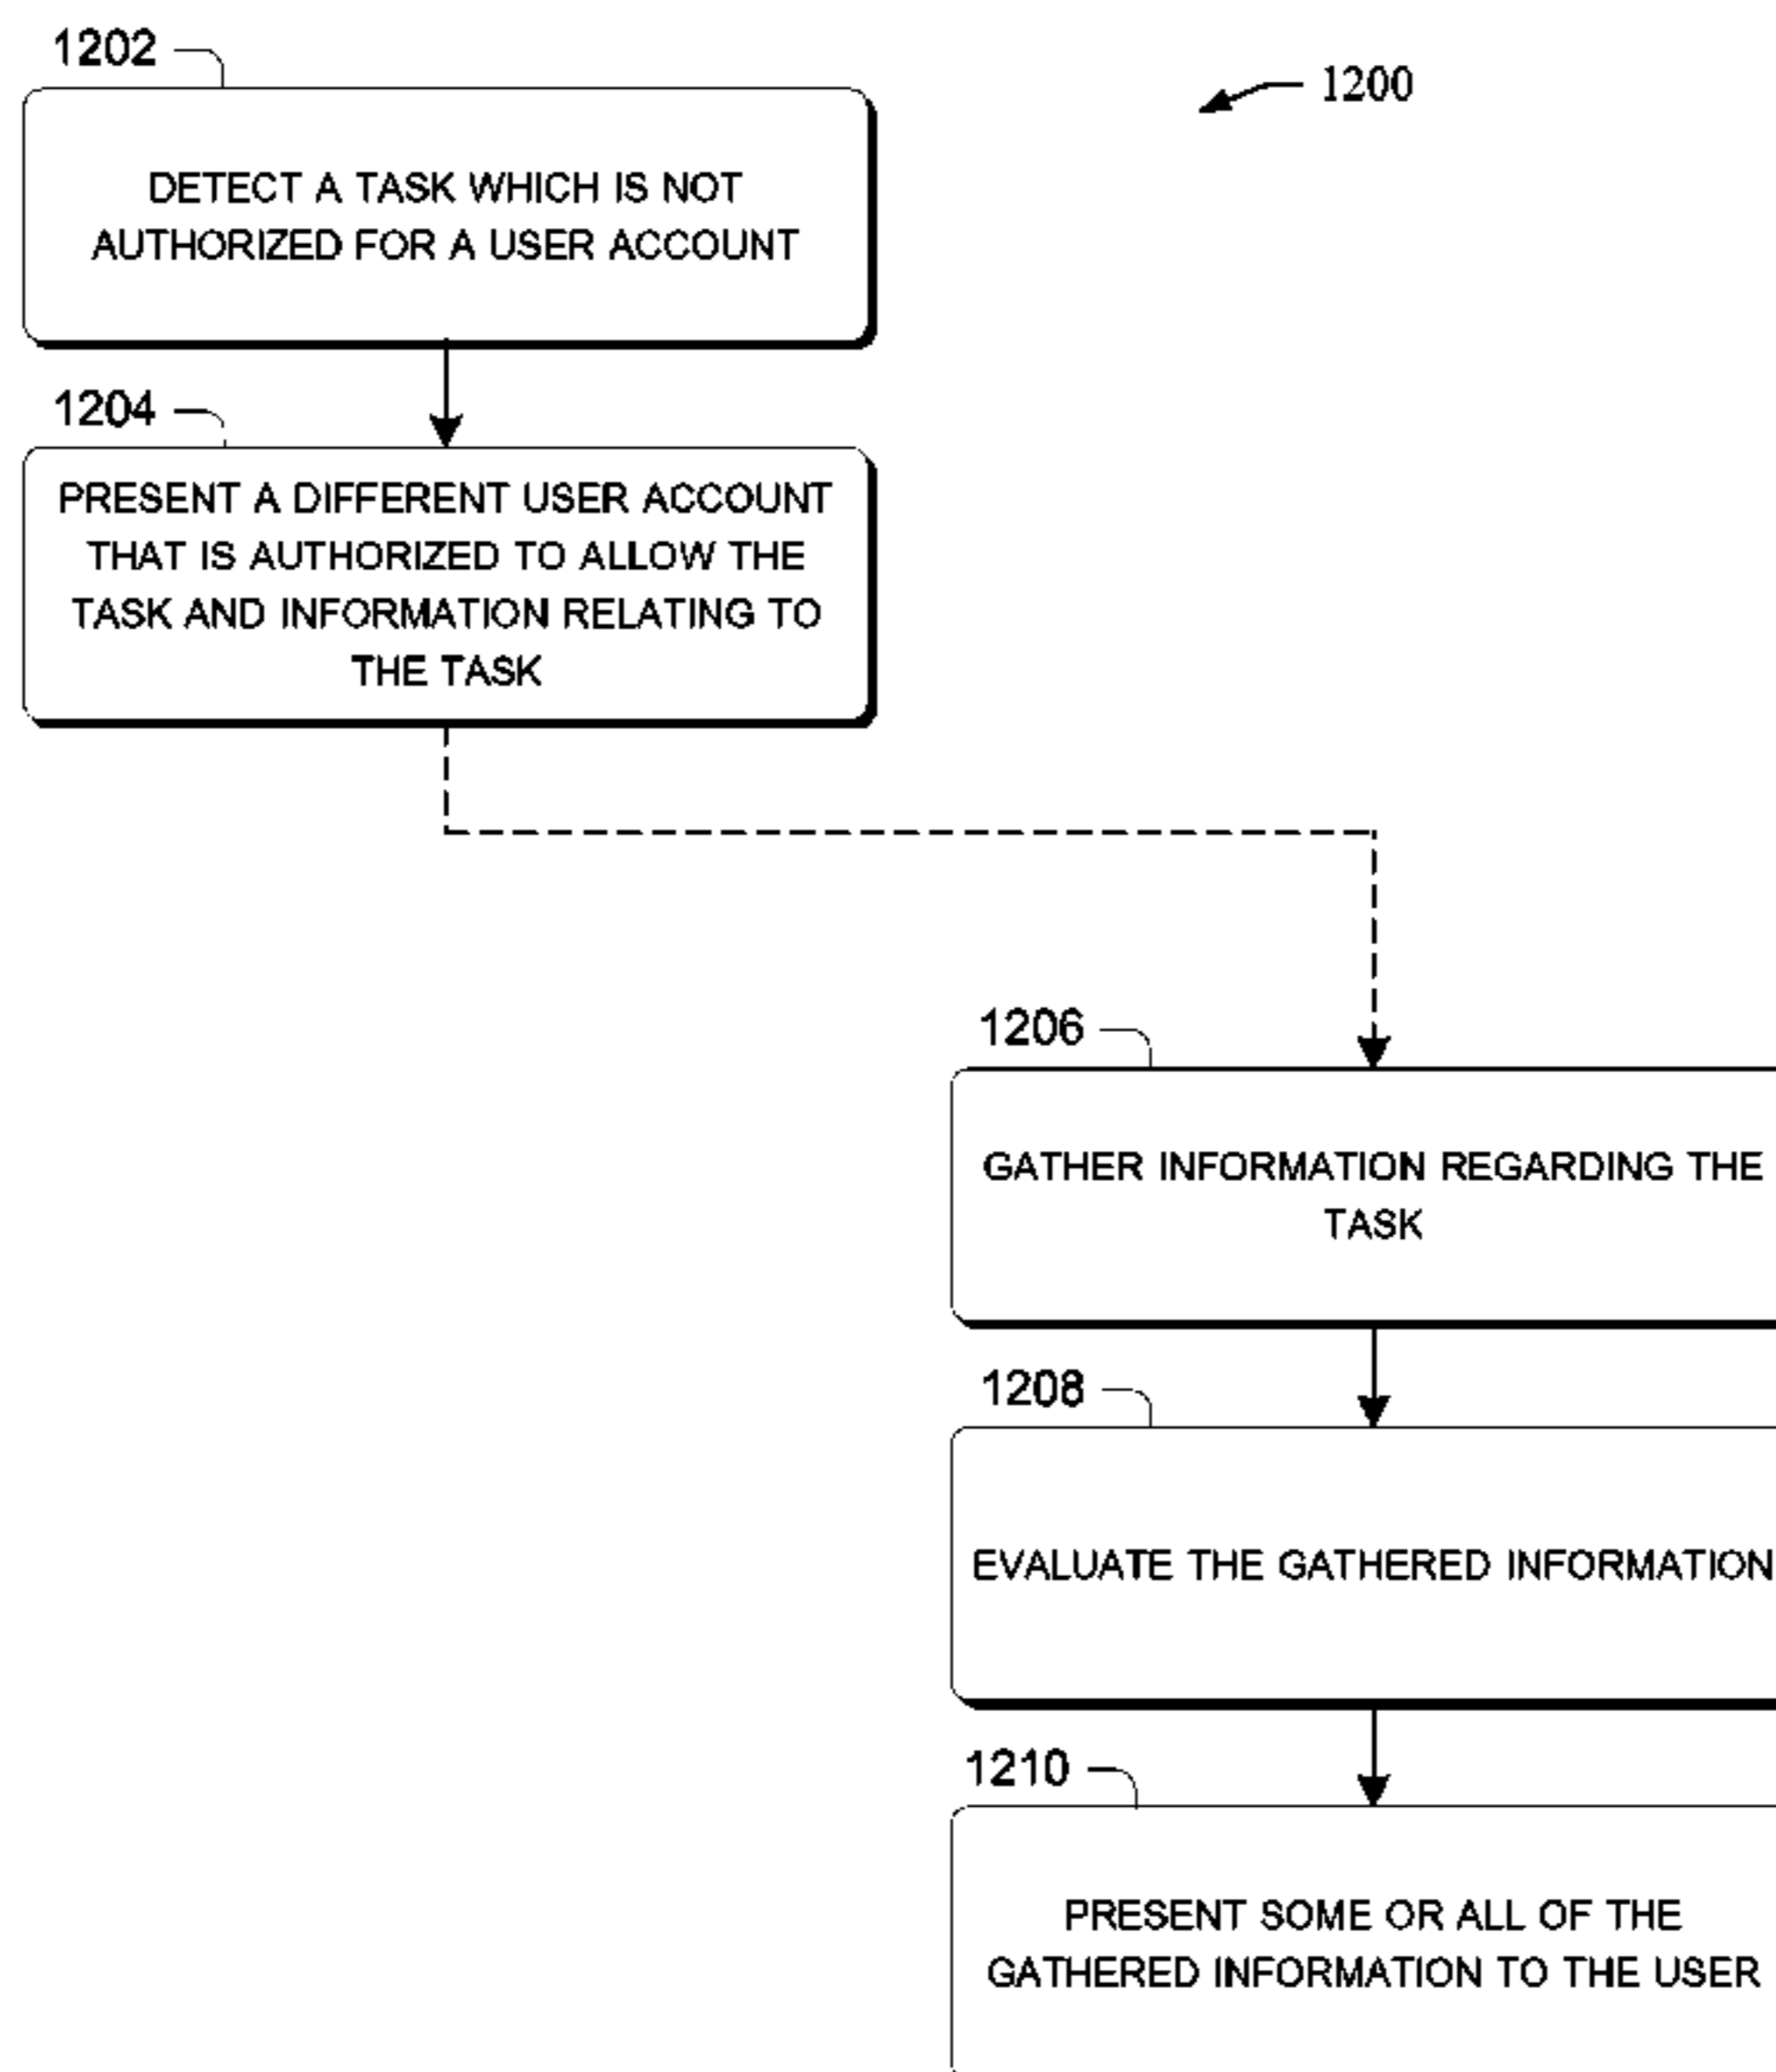 1202
1200
DETECT A TASK WHICH IS NOT
AUTHORIZED FOR A USER ACCOUNT
1204
PRESENT A DIFFERENT USER ACCOUNT
THAT IS AUTHORIZED TO ALLOW THE
TASK AND INFORMATION RELATING TO
THE TASK
1206
GATHER INFORMATION REGARDING THE
TASK
1208
EVALUATE THE GATHERED INFORMATION
1210
PRESENT SOME OR ALL OF THE
GATHERED INFORMATION TO THE USER